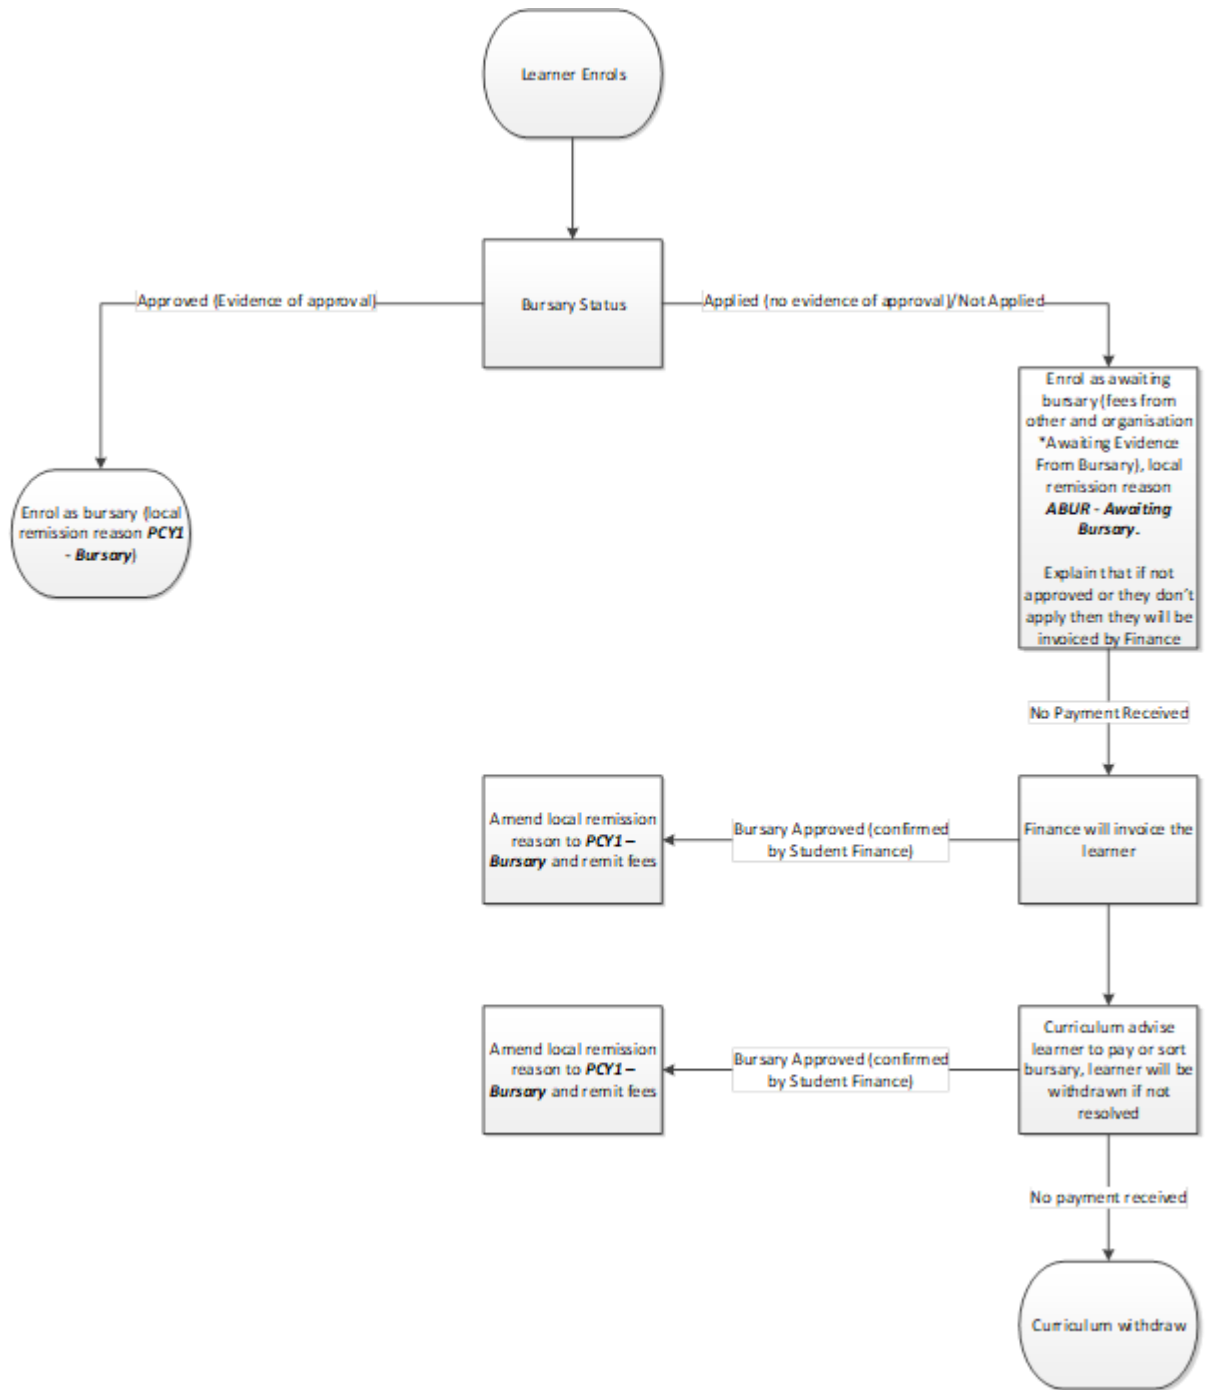 Learner Enrols
Bursary Status
Approved (Evidence of approval)
Applied (no evidence of approval)/Not Applied
Enrol as bursary (local
remission reason PCY1
- Bursary)
Enrol as awaiting
bursary (fees from
other and organisation
*Awaiting Evidence
From Bursary), local
remission reason
ABUR - Awaiting
Bursary.
Explain that if not
approved or they don't
apply then they will be
invoiced by Finance
No Payment Received
Finance will invoice the
learner
Bursary Approved (confirmed
by Student Finance)
Amend local remission
reason to PCY1 –
Bursary and remit fees
Curriculum advise
learner to pay or sort
bursary, learner will be
withdrawn if not
resolved
Bursary Approved (confirmed
by Student Finance)
Amend local remission
reason to PCY1 –
Bursary and remit fees
No payment received
Curriculum withdraw